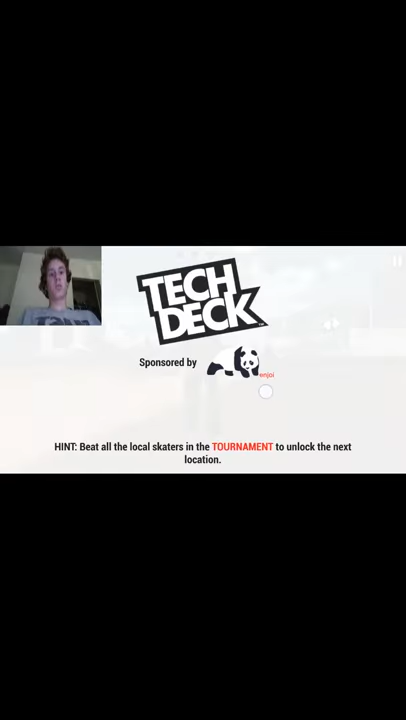 TECH
DECK
Sponsored by
enjoi
HINT: Beat all the local skaters in the TOURNAMENT to unlock the next
location.